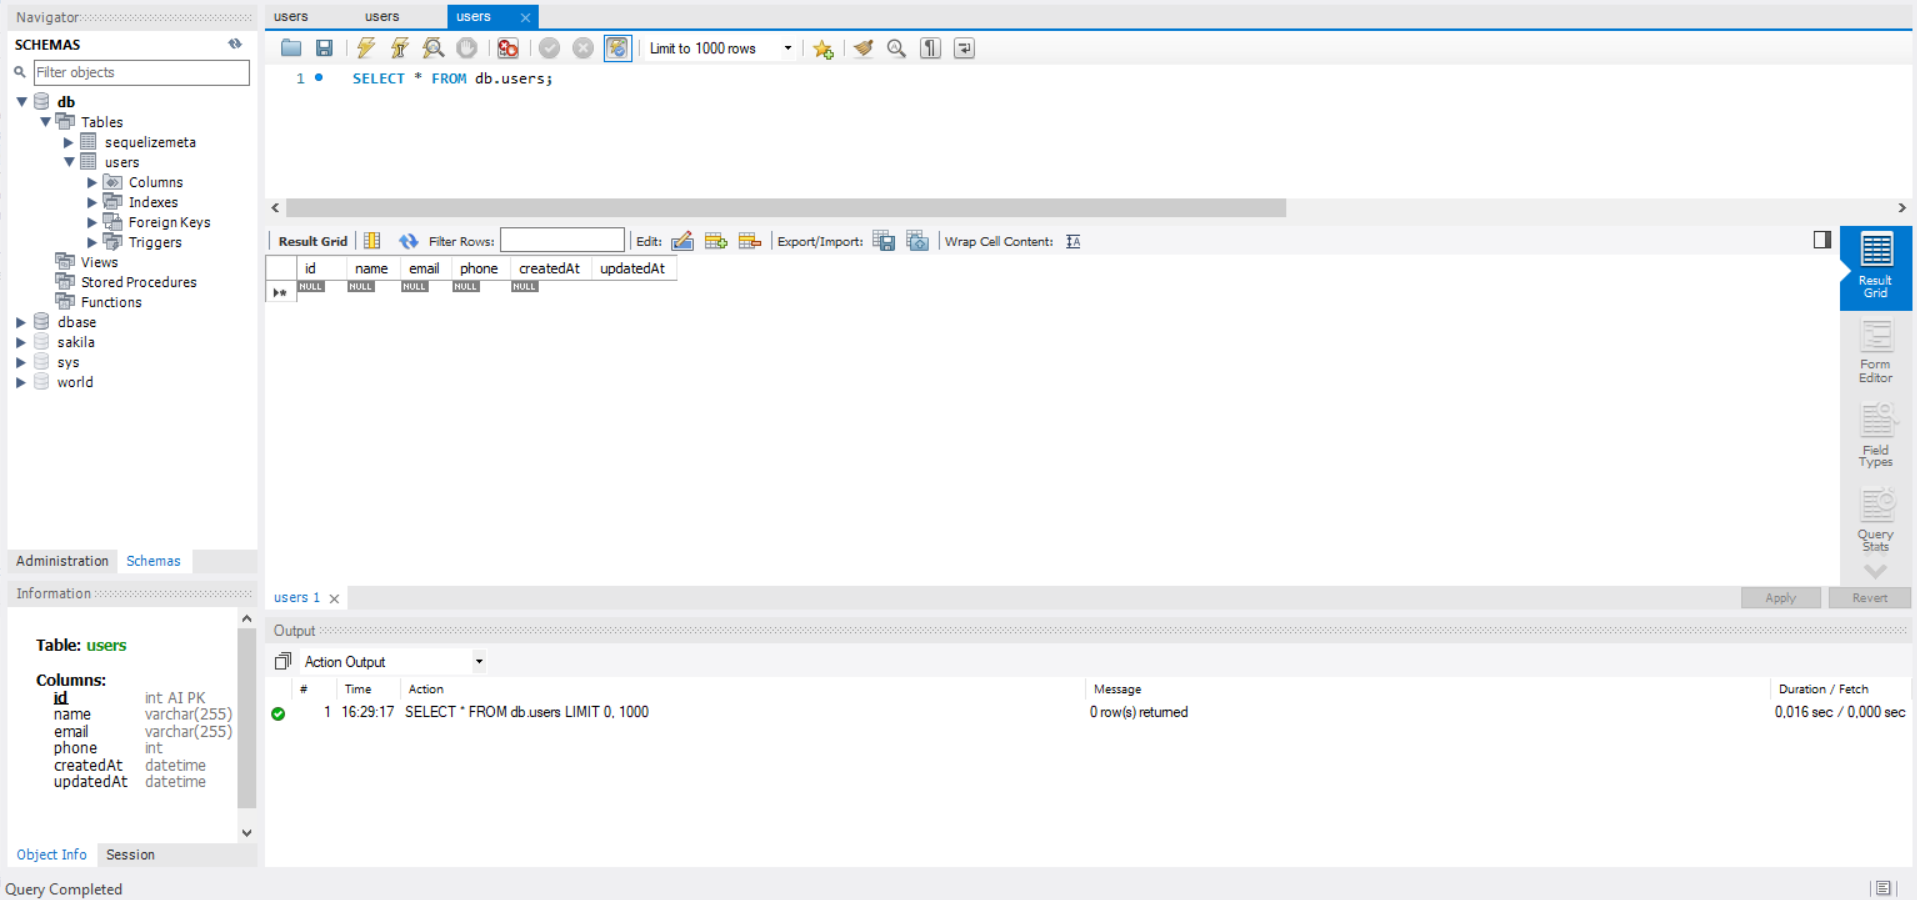 Navigator
SCHEMAS
Filter objects
db
Tables
sequelizemeta
users
Columns
Indexes
Foreign Keys
Triggers
Views
Stored Procedures
Functions
dbase
sakila
sys
world
Administration Schemas
Information
Table: users
Columns:
id int AI PK
name varchar(255)
email varchar(255)
phone int
createdAt datetime
updatedAt datetime
Object Info Session
Query Completed
users users users
Limit to 1000 rows
1 SELECT * FROM db.users;
Result Grid Filter Rows: Edit: Export/Import: Wrap Cell Content:
id name email phone createdAt updatedAt
NULL NULL NULL NULL NULL
Result Grid
Form Editor
Field Types
Query Stats
users 1 Apply Revert
Output
Action Output
# Time Action Message Duration / Fetch
1 16:29:17 SELECT * FROM db.users LIMIT 0, 1000 0 row(s) returned 0,016 sec / 0,000 sec